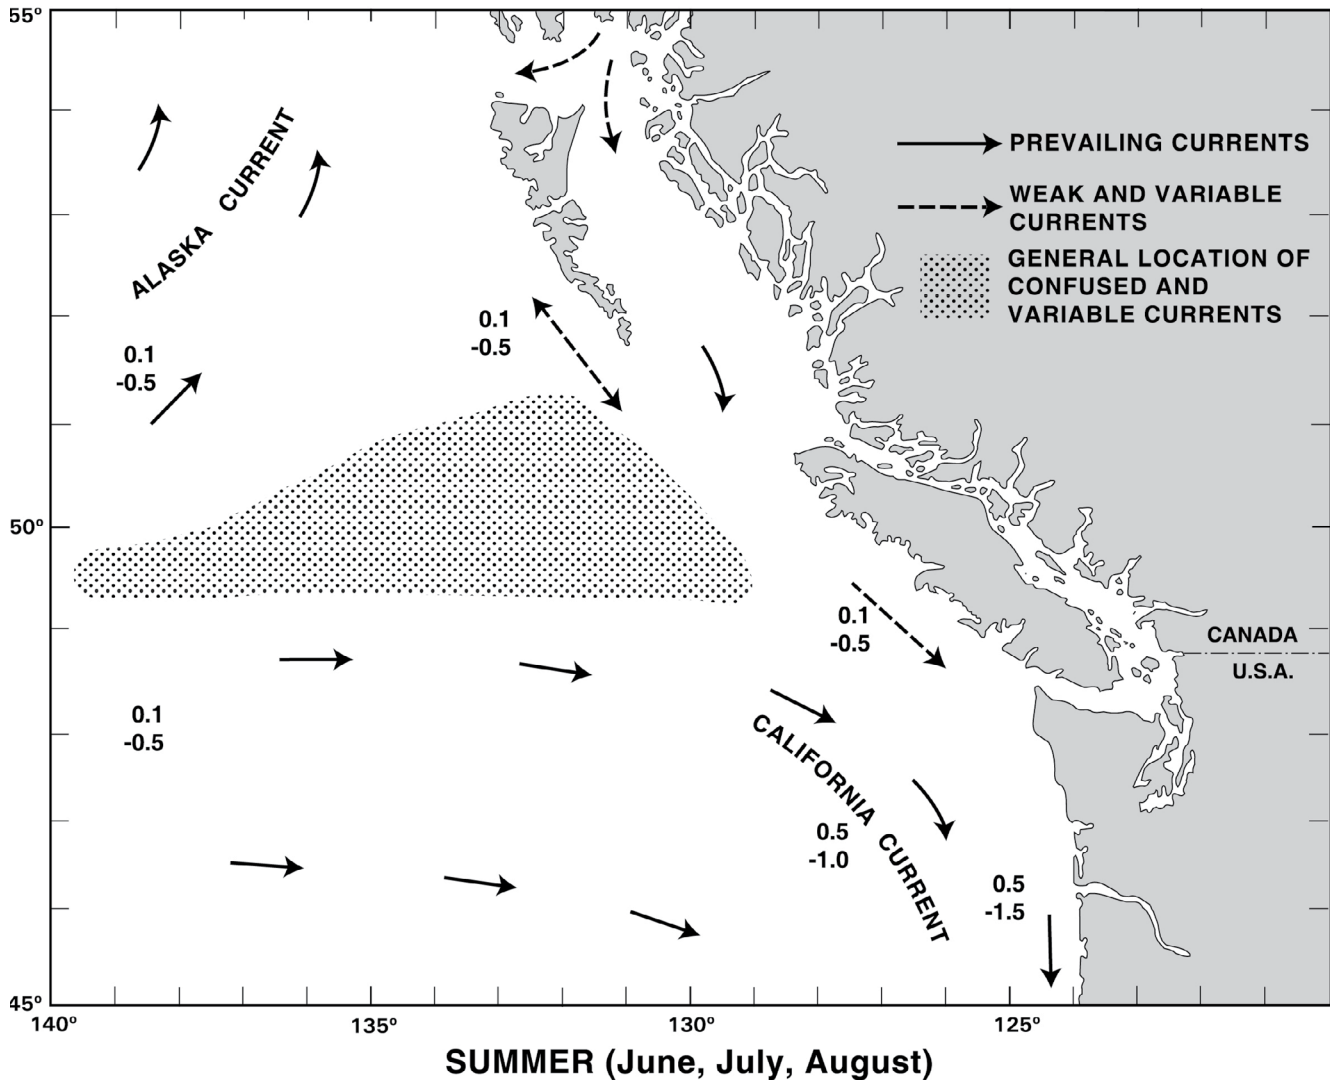 55°
ALASKA CURRENT
PREVAILING CURRENTS
WEAK AND VARIABLE
CURRENTS
GENERAL LOCATION OF
CONFUSED AND
VARIABLE CURRENTS
0.1
-0.5
0.1
-0.5
50°
0.1
-0.5
CANADA
U.S.A.
0.1
-0.5
CALIFORNIA CURRENT
0.5
-1.0
0.5
-1.5
45°
140°
135°
130°
125°
SUMMER (June, July, August)